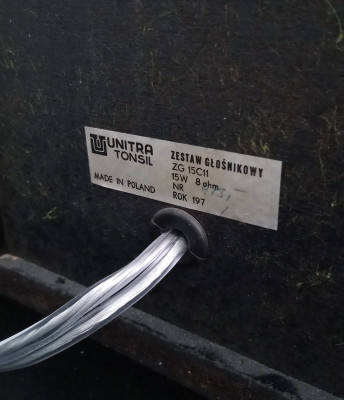 UNITRA
TONSIL
MADE IN POLAND
ZESTAW GŁOŚNIKOWY
ZG 15C11
15W 8 ohm
NR
ROK 197